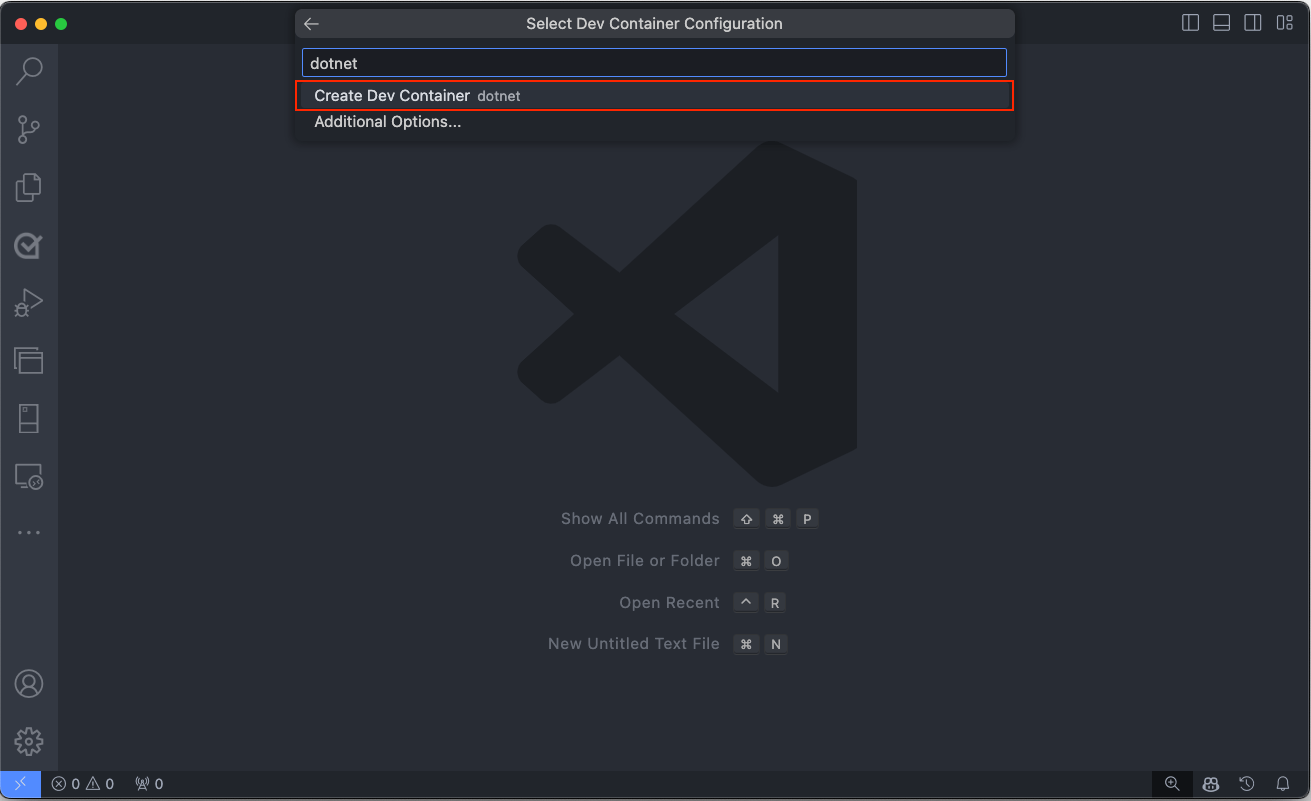 Select Dev Container Configuration
dotnet
Create Dev Container dotnet
Additional Options...
Show All Commands ⇧ ⌘ P
Open File or Folder ⌘ O
Open Recent ^ R
New Untitled Text File ⌘ N
0 0 0